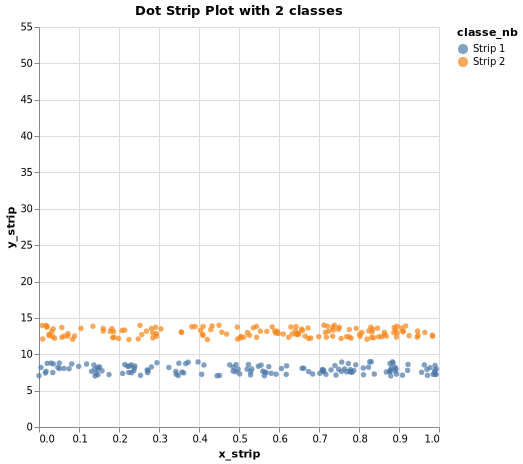 Dot Strip Plot with 2 classes
classe_nb
Strip 1
Strip 2
y_strip
55
50
45
40
35
30
25
20
15
10
5
0
0.0 0.1 0.2 0.3 0.4 0.5 0.6 0.7 0.8 0.9 1.0
x_strip